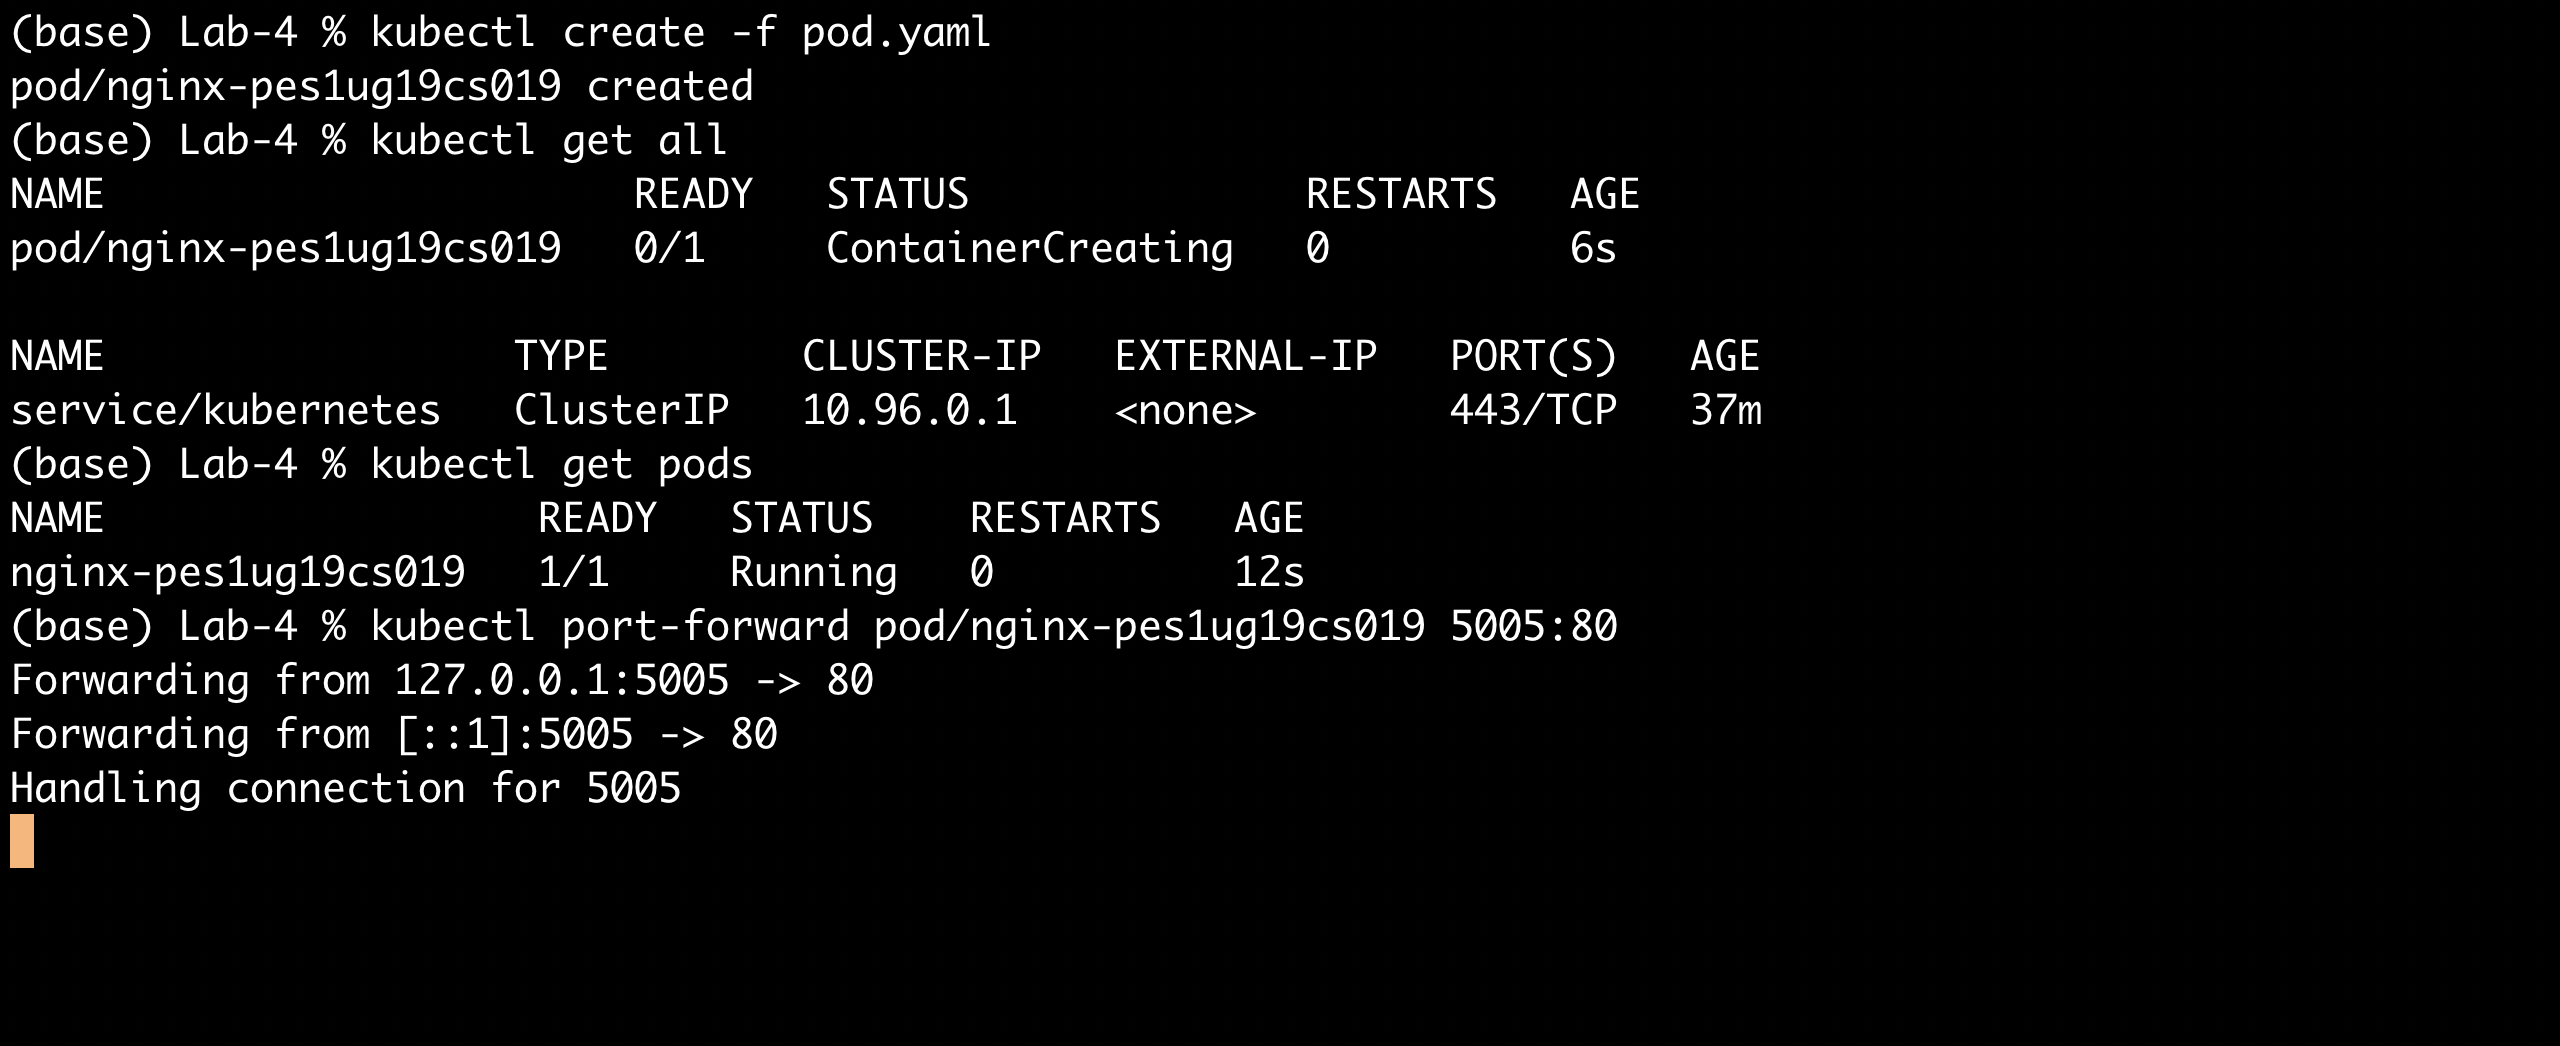 (base) Lab-4 % kubectl create -f pod.yaml
pod/nginx-pes1ug19cs019 created
(base) Lab-4 % kubectl get all
NAME                      READY   STATUS              RESTARTS   AGE
pod/nginx-pes1ug19cs019   0/1     ContainerCreating   0          6s

NAME                 TYPE        CLUSTER-IP   EXTERNAL-IP   PORT(S)   AGE
service/kubernetes   ClusterIP   10.96.0.1    <none>        443/TCP   37m
(base) Lab-4 % kubectl get pods
NAME                  READY   STATUS    RESTARTS   AGE
nginx-pes1ug19cs019   1/1     Running   0          12s
(base) Lab-4 % kubectl port-forward pod/nginx-pes1ug19cs019 5005:80
Forwarding from 127.0.0.1:5005 -> 80
Forwarding from [::1]:5005 -> 80
Handling connection for 5005